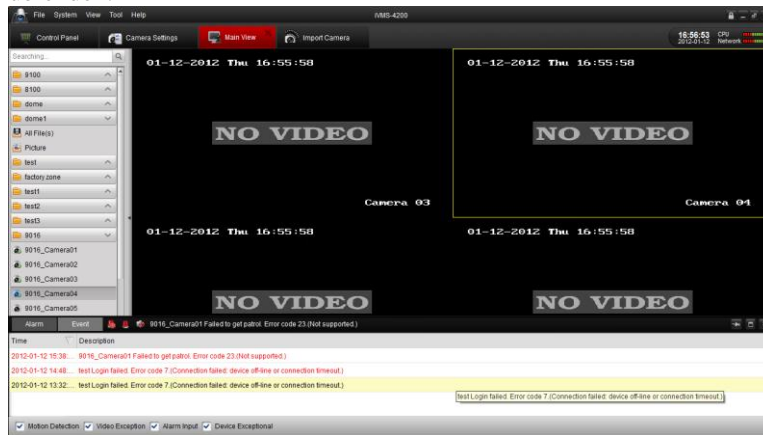 File System View Tool Help iVMS-4200
Control Panel Camera Settings Main View Import Camera 16:56:53 CPU
2012-01-12 Network
Searching...
9100
8100
dome
dome1
All File(s)
Picture
test
factory zone
test1
test2
test3
9016
9016_Camera01
9016_Camera02
9016_Camera03
9016_Camera04
9016_Camera05
01-12-2012 Thu 16:55:58
NO VIDEO
Camera 03
01-12-2012 Thu 16:55:58
NO VIDEO
Camera 04
01-12-2012 Thu 16:55:58
NO VIDEO
01-12-2012 Thu 16:55:58
NO VIDEO
Alarm Event 9016_Camera01 Failed to get patrol. Error code 23.(Not supported.)
Time Description
2012-01-12 15:38... 9016_Camera01 Failed to get patrol. Error code 23.(Not supported.)
2012-01-12 14:48... test Login failed. Error code 7.(Connection failed: device off-line or connection timeout.)
2012-01-12 13:32:... test Login failed. Error code 7.(Connection failed: device off-line or connection timeout.)
test Login failed. Error code 7.(Connection failed: device off-line or connection timeout.)
Motion Detection Video Exception Alarm Input Device Exceptional